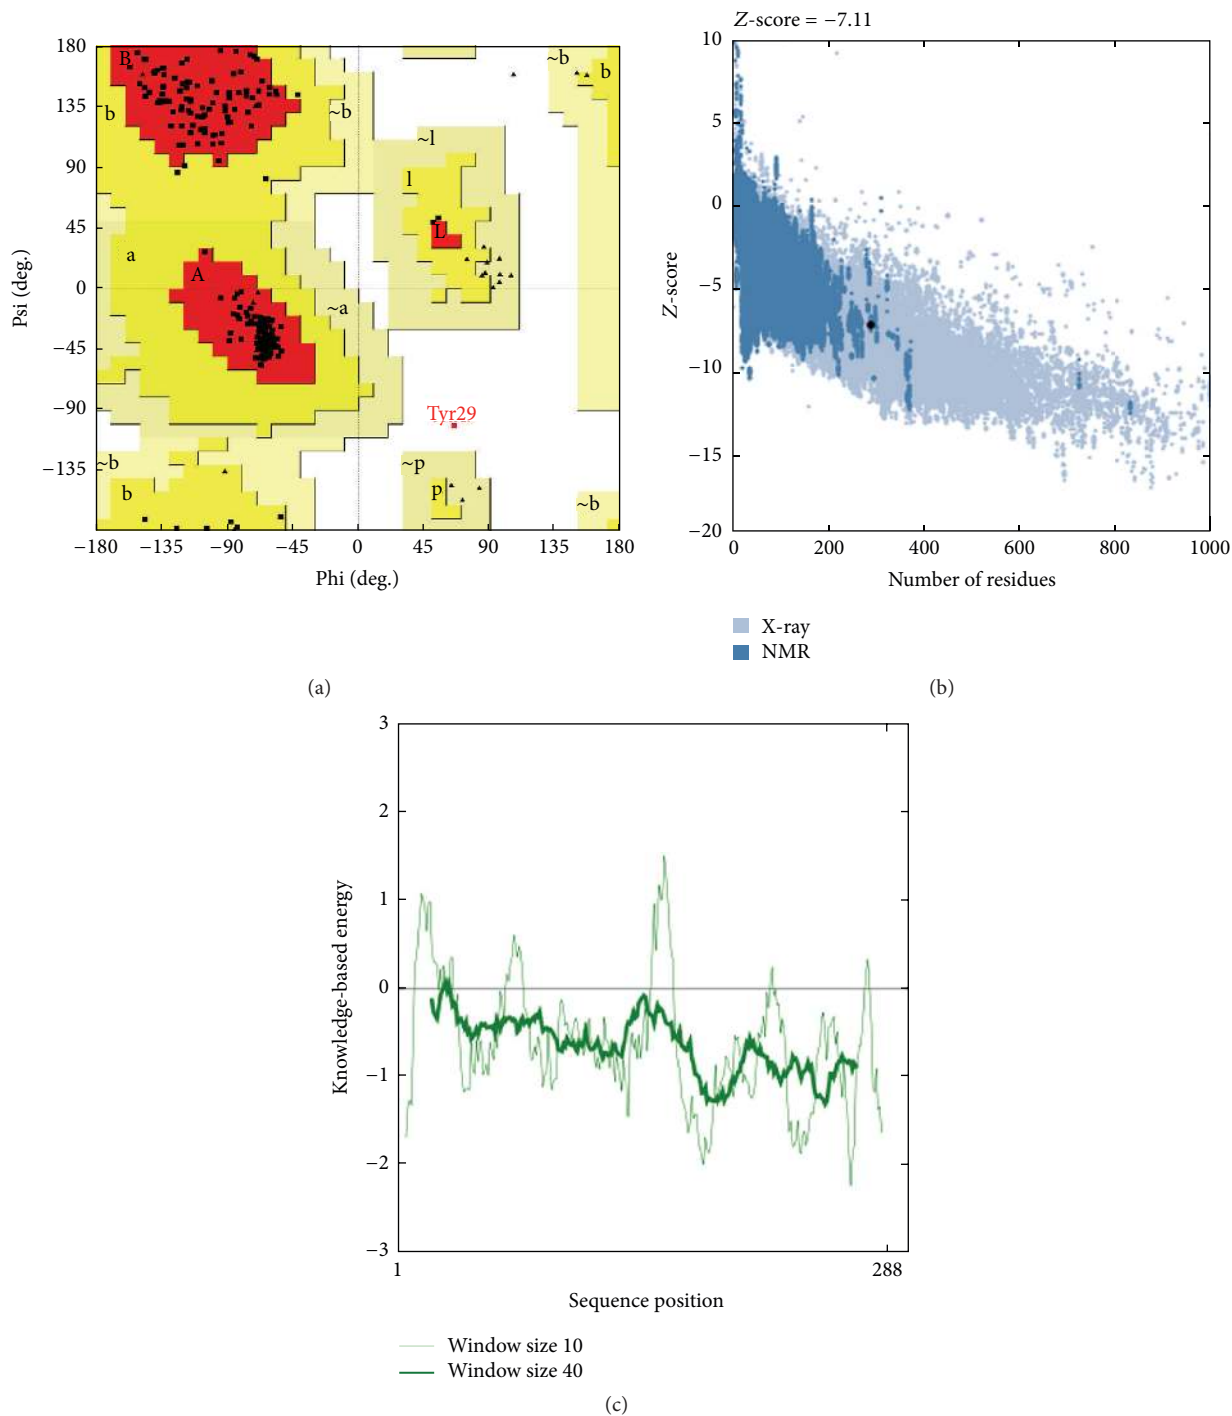 Z-score = −7.11
180
135
90
45
0
−45
−90
−135
−180
−180
−135
−90
−45
0
45
90
135
180
Psi (deg.)
Phi (deg.)
B
b
~b
~b
b
~l
l
L
a
A
~a
Tyr29
~b
b
~p
p
~b
(a)
10
5
0
−5
−10
−15
−20
0
200
400
600
800
1000
Z-score
Number of residues
X-ray
NMR
(b)
3
2
1
0
−1
−2
−3
1
288
Knowledge-based energy
Sequence position
Window size 10
Window size 40
(c)